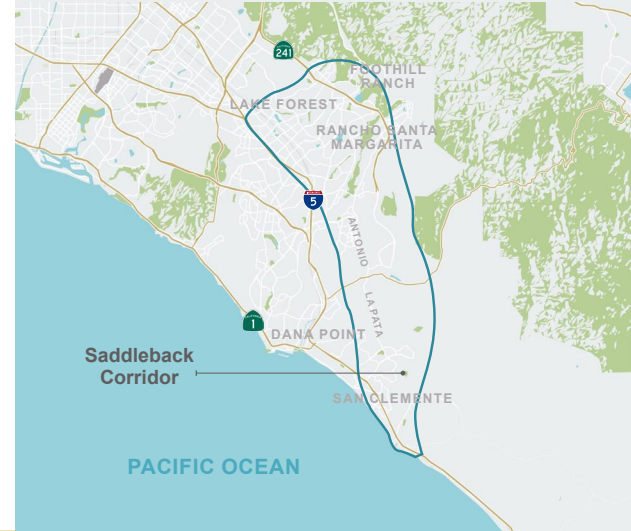 241
FOOTHILL
RANCH
LAKE FOREST
RANCHO SANTA
MARGARITA
5
ANTONIO
LA PATA
1
DANA POINT
Saddleback
Corridor
SAN CLEMENTE
PACIFIC OCEAN